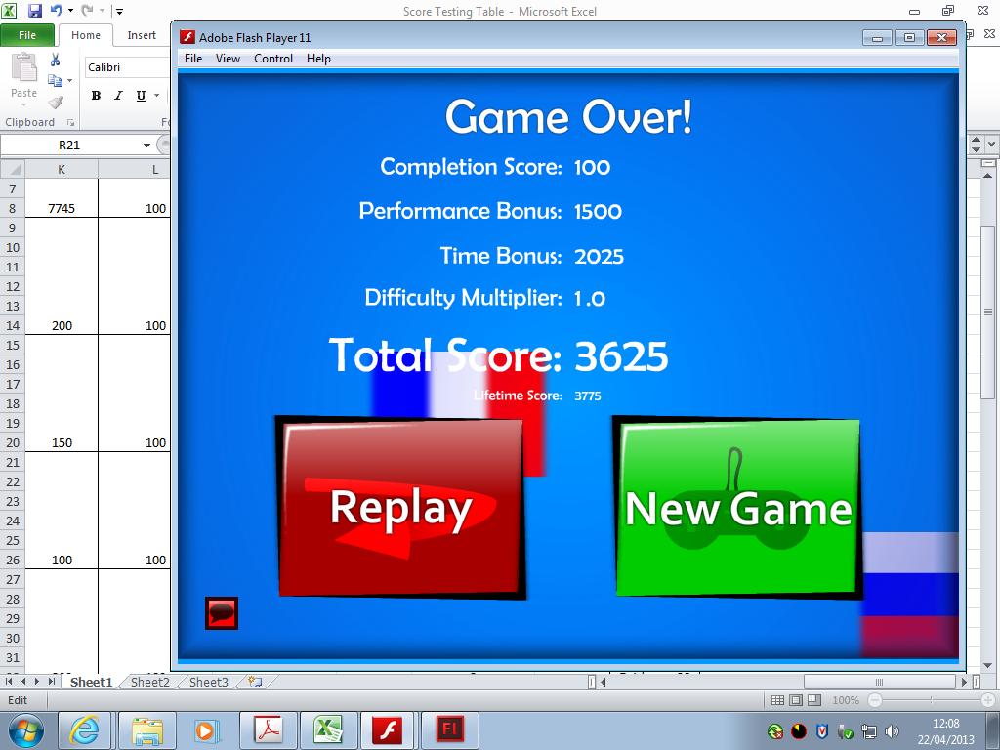 Score Testing Table - Microsoft Excel
File Home Insert
Adobe Flash Player 11
File View Control Help
Calibri
Paste
B I U
Clipboard
R21
K L
7
8 7745 100
9
10
11
12
13
14 200 100
15
16
17
18
19
20 150 100
21
22
23
24
25
26 100 100
27
28
29
30
31
Game Over!
Completion Score: 100
Performance Bonus: 1500
Time Bonus: 2025
Difficulty Multiplier: 1.0
Total Score: 3625
Lifetime Score: 3775
Replay
New Game
Sheet1 Sheet2 Sheet3
Edit
100%
Fl
12:08
22/04/2013